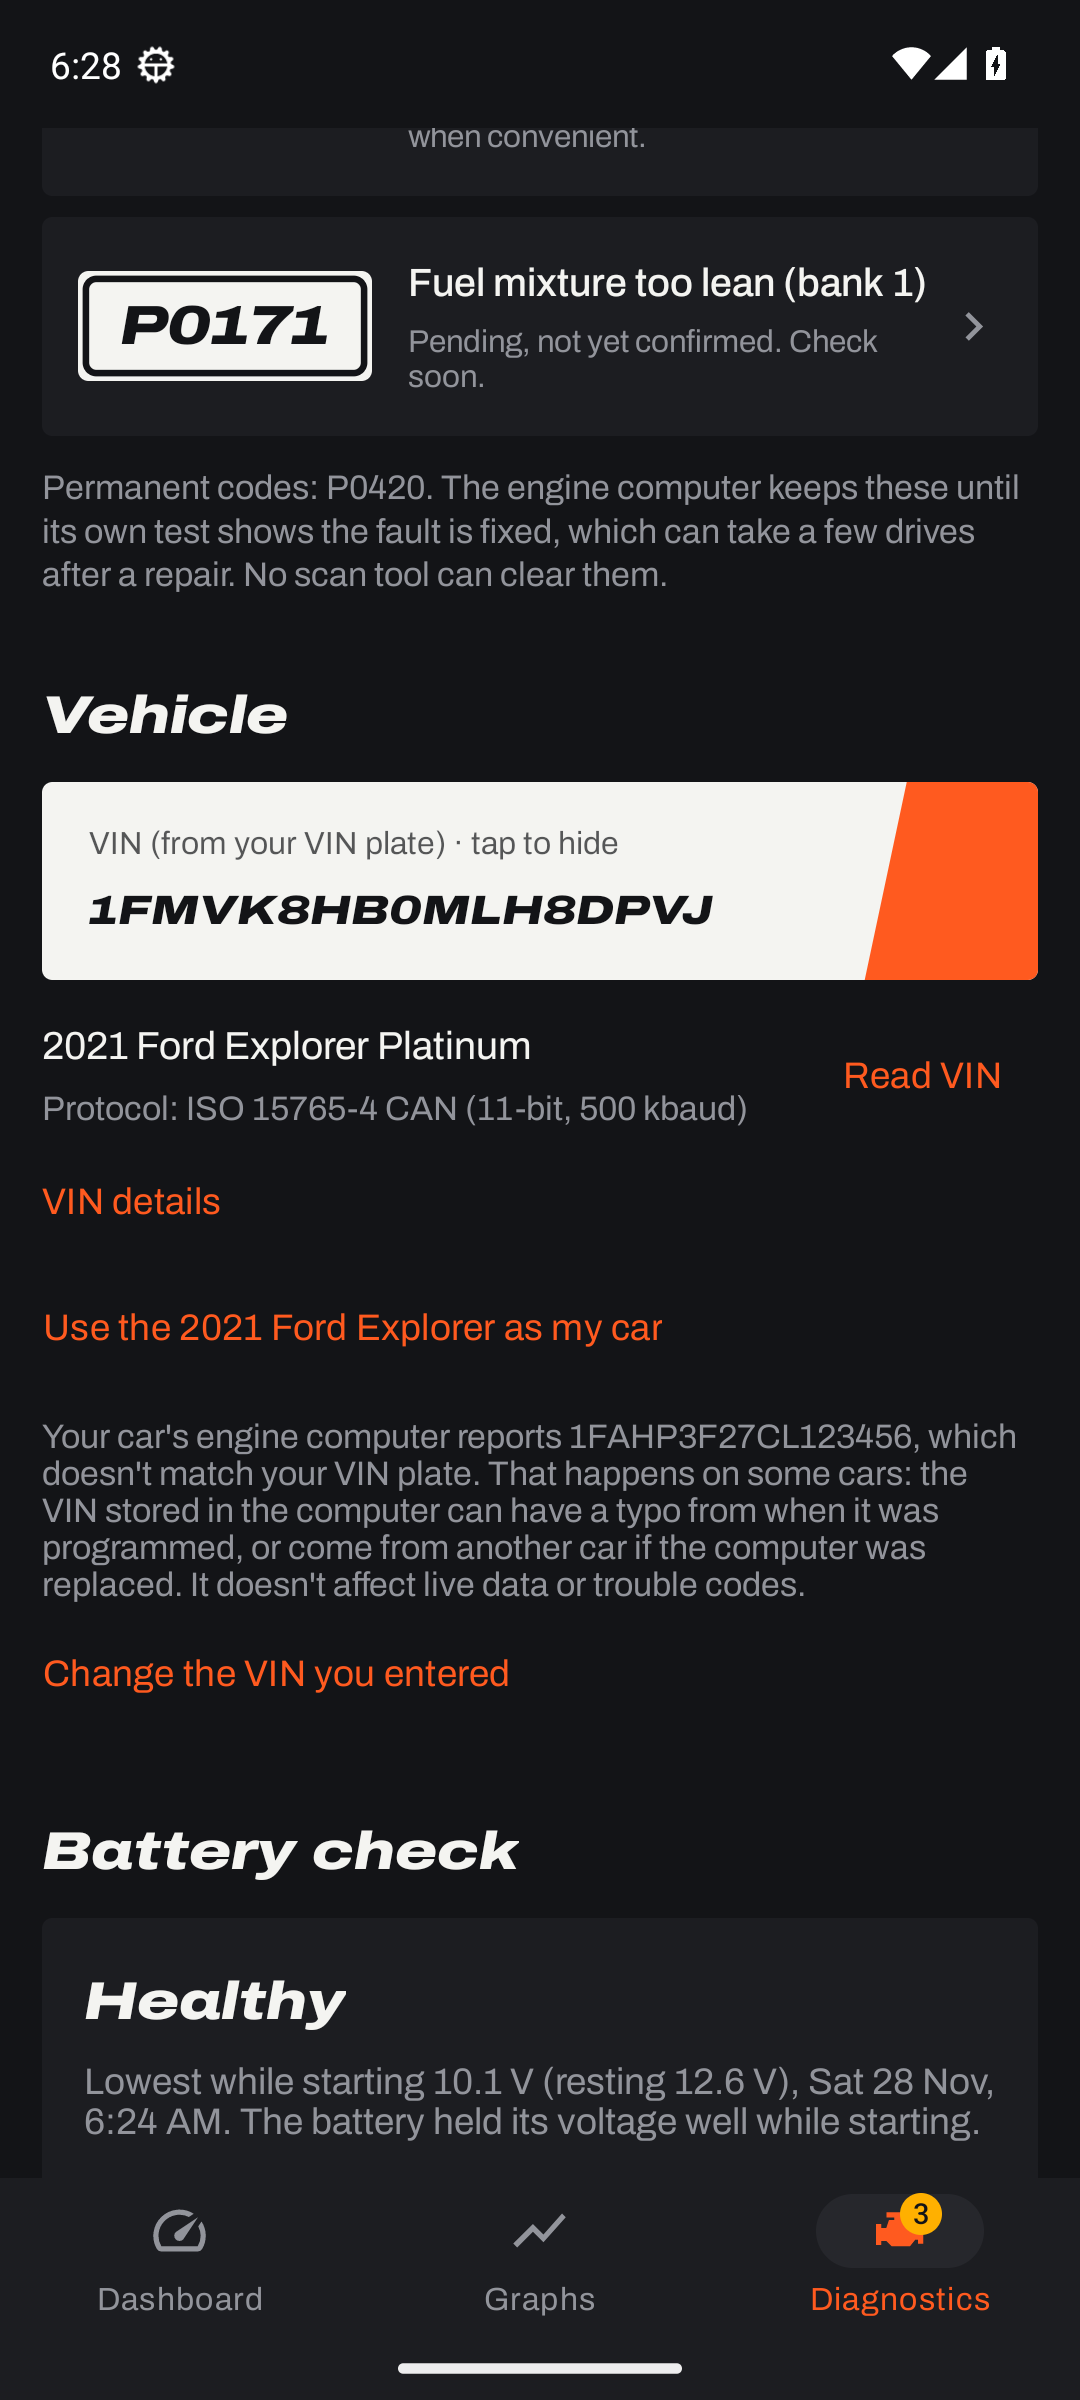 6:28
when convenient.
P0171
Fuel mixture too lean (bank 1)
Pending, not yet confirmed. Check
soon.
Permanent codes: P0420. The engine computer keeps these until
its own test shows the fault is fixed, which can take a few drives
after a repair. No scan tool can clear them.
Vehicle
VIN (from your VIN plate) · tap to hide
1FMVK8HB0MLH8DPVJ
2021 Ford Explorer Platinum
Read VIN
Protocol: ISO 15765-4 CAN (11-bit, 500 kbaud)
VIN details
Use the 2021 Ford Explorer as my car
Your car's engine computer reports 1FAHP3F27CL123456, which
doesn't match your VIN plate. That happens on some cars: the
VIN stored in the computer can have a typo from when it was
programmed, or come from another car if the computer was
replaced. It doesn't affect live data or trouble codes.
Change the VIN you entered
Battery check
Healthy
Lowest while starting 10.1 V (resting 12.6 V), Sat 28 Nov,
6:24 AM. The battery held its voltage well while starting.
3
Dashboard
Graphs
Diagnostics